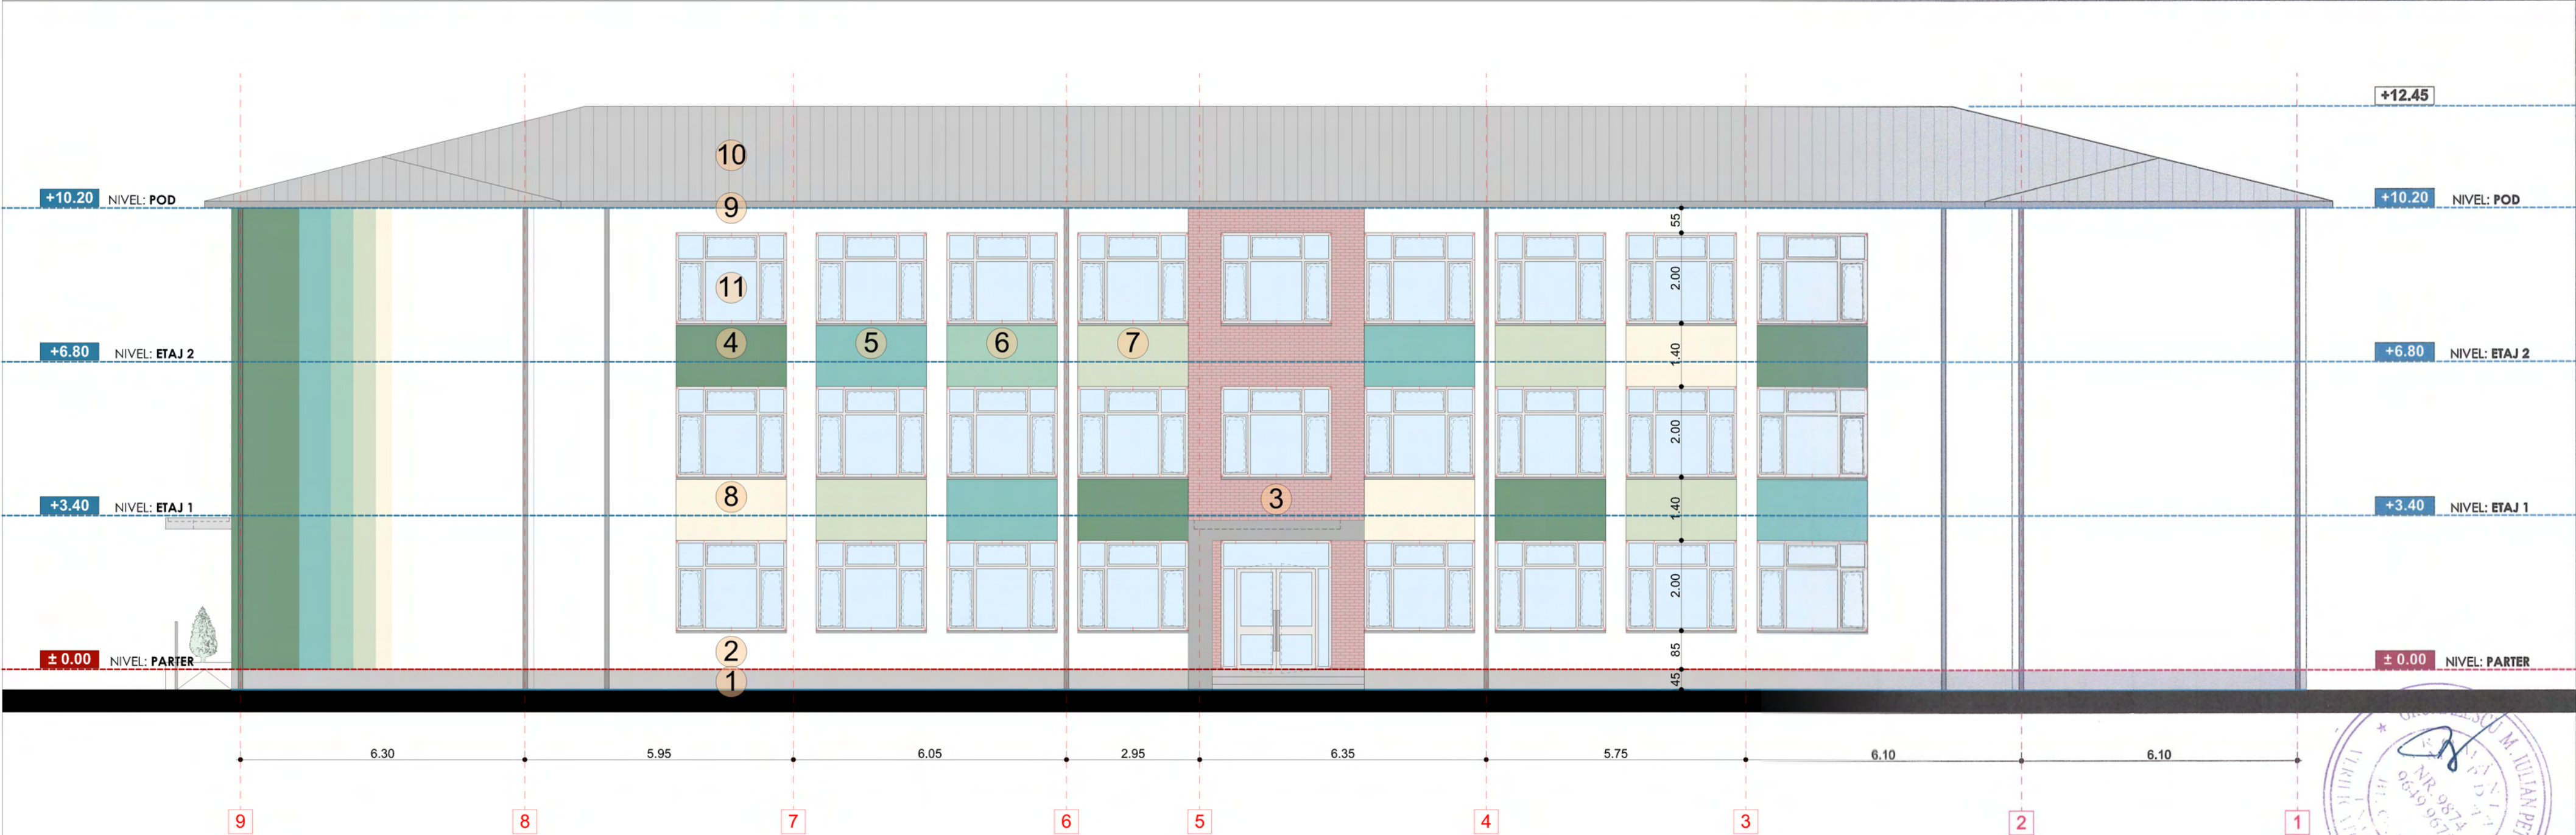 +12.45
+10.20 NIVEL: POD
10
+10.20 NIVEL: POD
9
55
11
2.00
+6.80 NIVEL: ETAJ 2
4 5 6 7
1.40
+6.80 NIVEL: ETAJ 2
2.00
+3.40 NIVEL: ETAJ 1
8
3
1.40
+3.40 NIVEL: ETAJ 1
2.00
± 0.00 NIVEL: PARTER
2
85
± 0.00 NIVEL: PARTER
1
45
6.30 5.95 6.05 2.95 6.35 5.75 6.10 6.10
9 8 7 6 5 4 3 2 1
M. IULIAN
NR. 9874